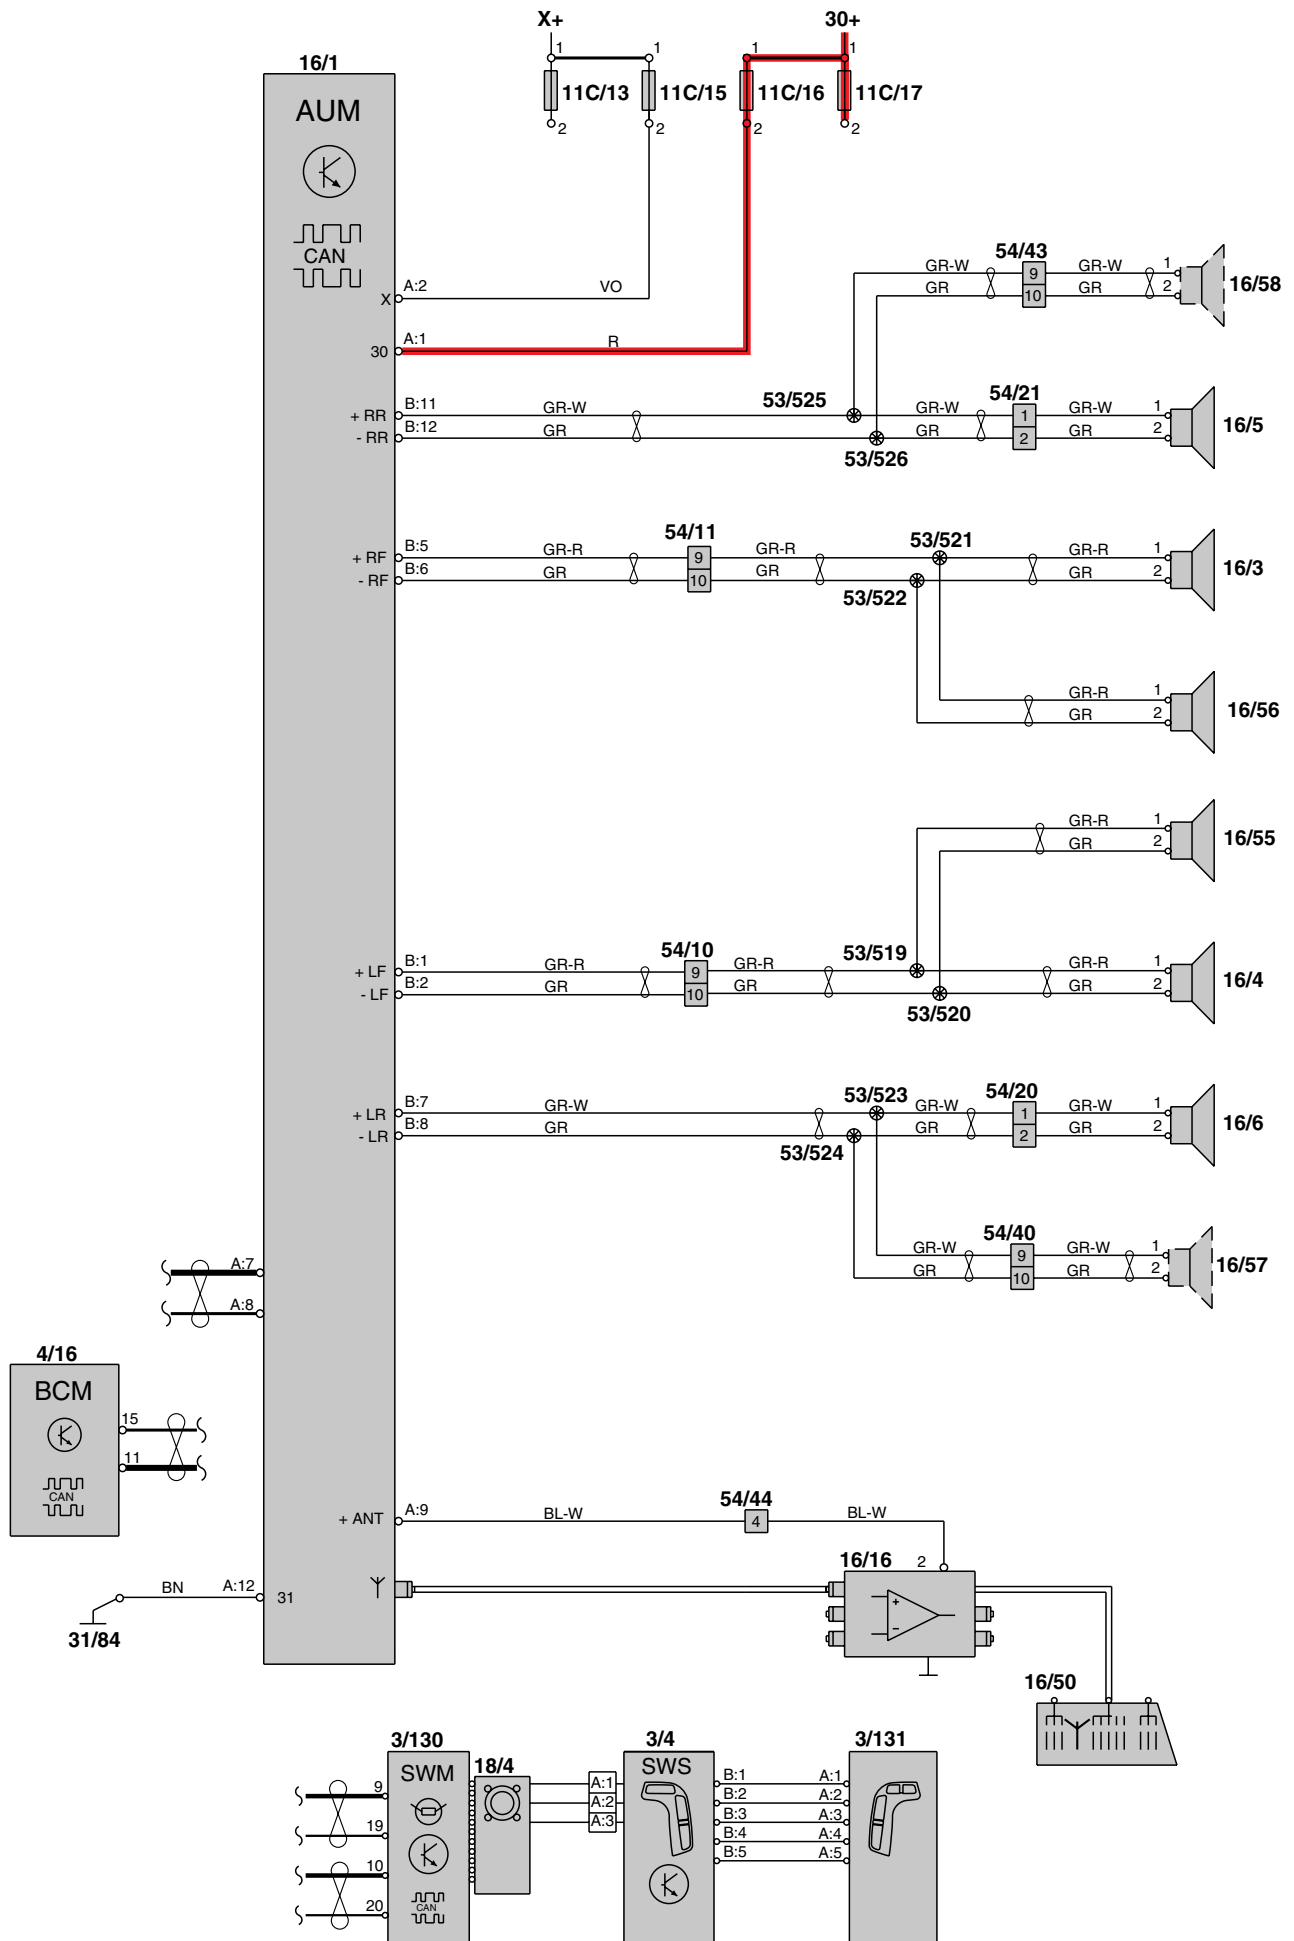 X+ 30+
1 1 1 1
16/1
11C/13 11C/15 11C/16 11C/17
2 2 2 2
AUM
CAN
54/43
GR-W 9 GR-W 1
GR 10 GR 2
16/58
X A:2 VO
30 A:1 R
54/21
53/525
+ RR B:11 GR-W GR-W 1 GR-W 1
- RR B:12 GR GR 2 GR 2
16/5
53/526
54/11
53/521
+ RF B:5 GR-R 9 GR-R GR-R 1
- RF B:6 GR 10 GR GR 2
16/3
53/522
GR-R 1
GR 2
16/56
GR-R 1
GR 2
16/55
54/10
53/519
+ LF B:1 GR-R 9 GR-R GR-R 1
- LF B:2 GR 10 GR GR 2
16/4
53/520
54/20
53/523
+ LR B:7 GR-W GR-W 1 GR-W 1
- LR B:8 GR GR 2 GR 2
16/6
53/524
54/40
GR-W 9 GR-W 1
GR 10 GR 2
16/57
A:7
A:8
4/16
BCM
15
11
CAN
54/44
+ ANT A:9 BL-W 4 BL-W
16/16 2
+
-
BN A:12 31
31/84
16/50
3/130 18/4 3/4 3/131
SWM SWS
9 A:1 B:1 A:1
A:2 B:2 A:2
19 A:3 B:3 A:3
B:4 A:4
10 B:5 A:5
20
CAN